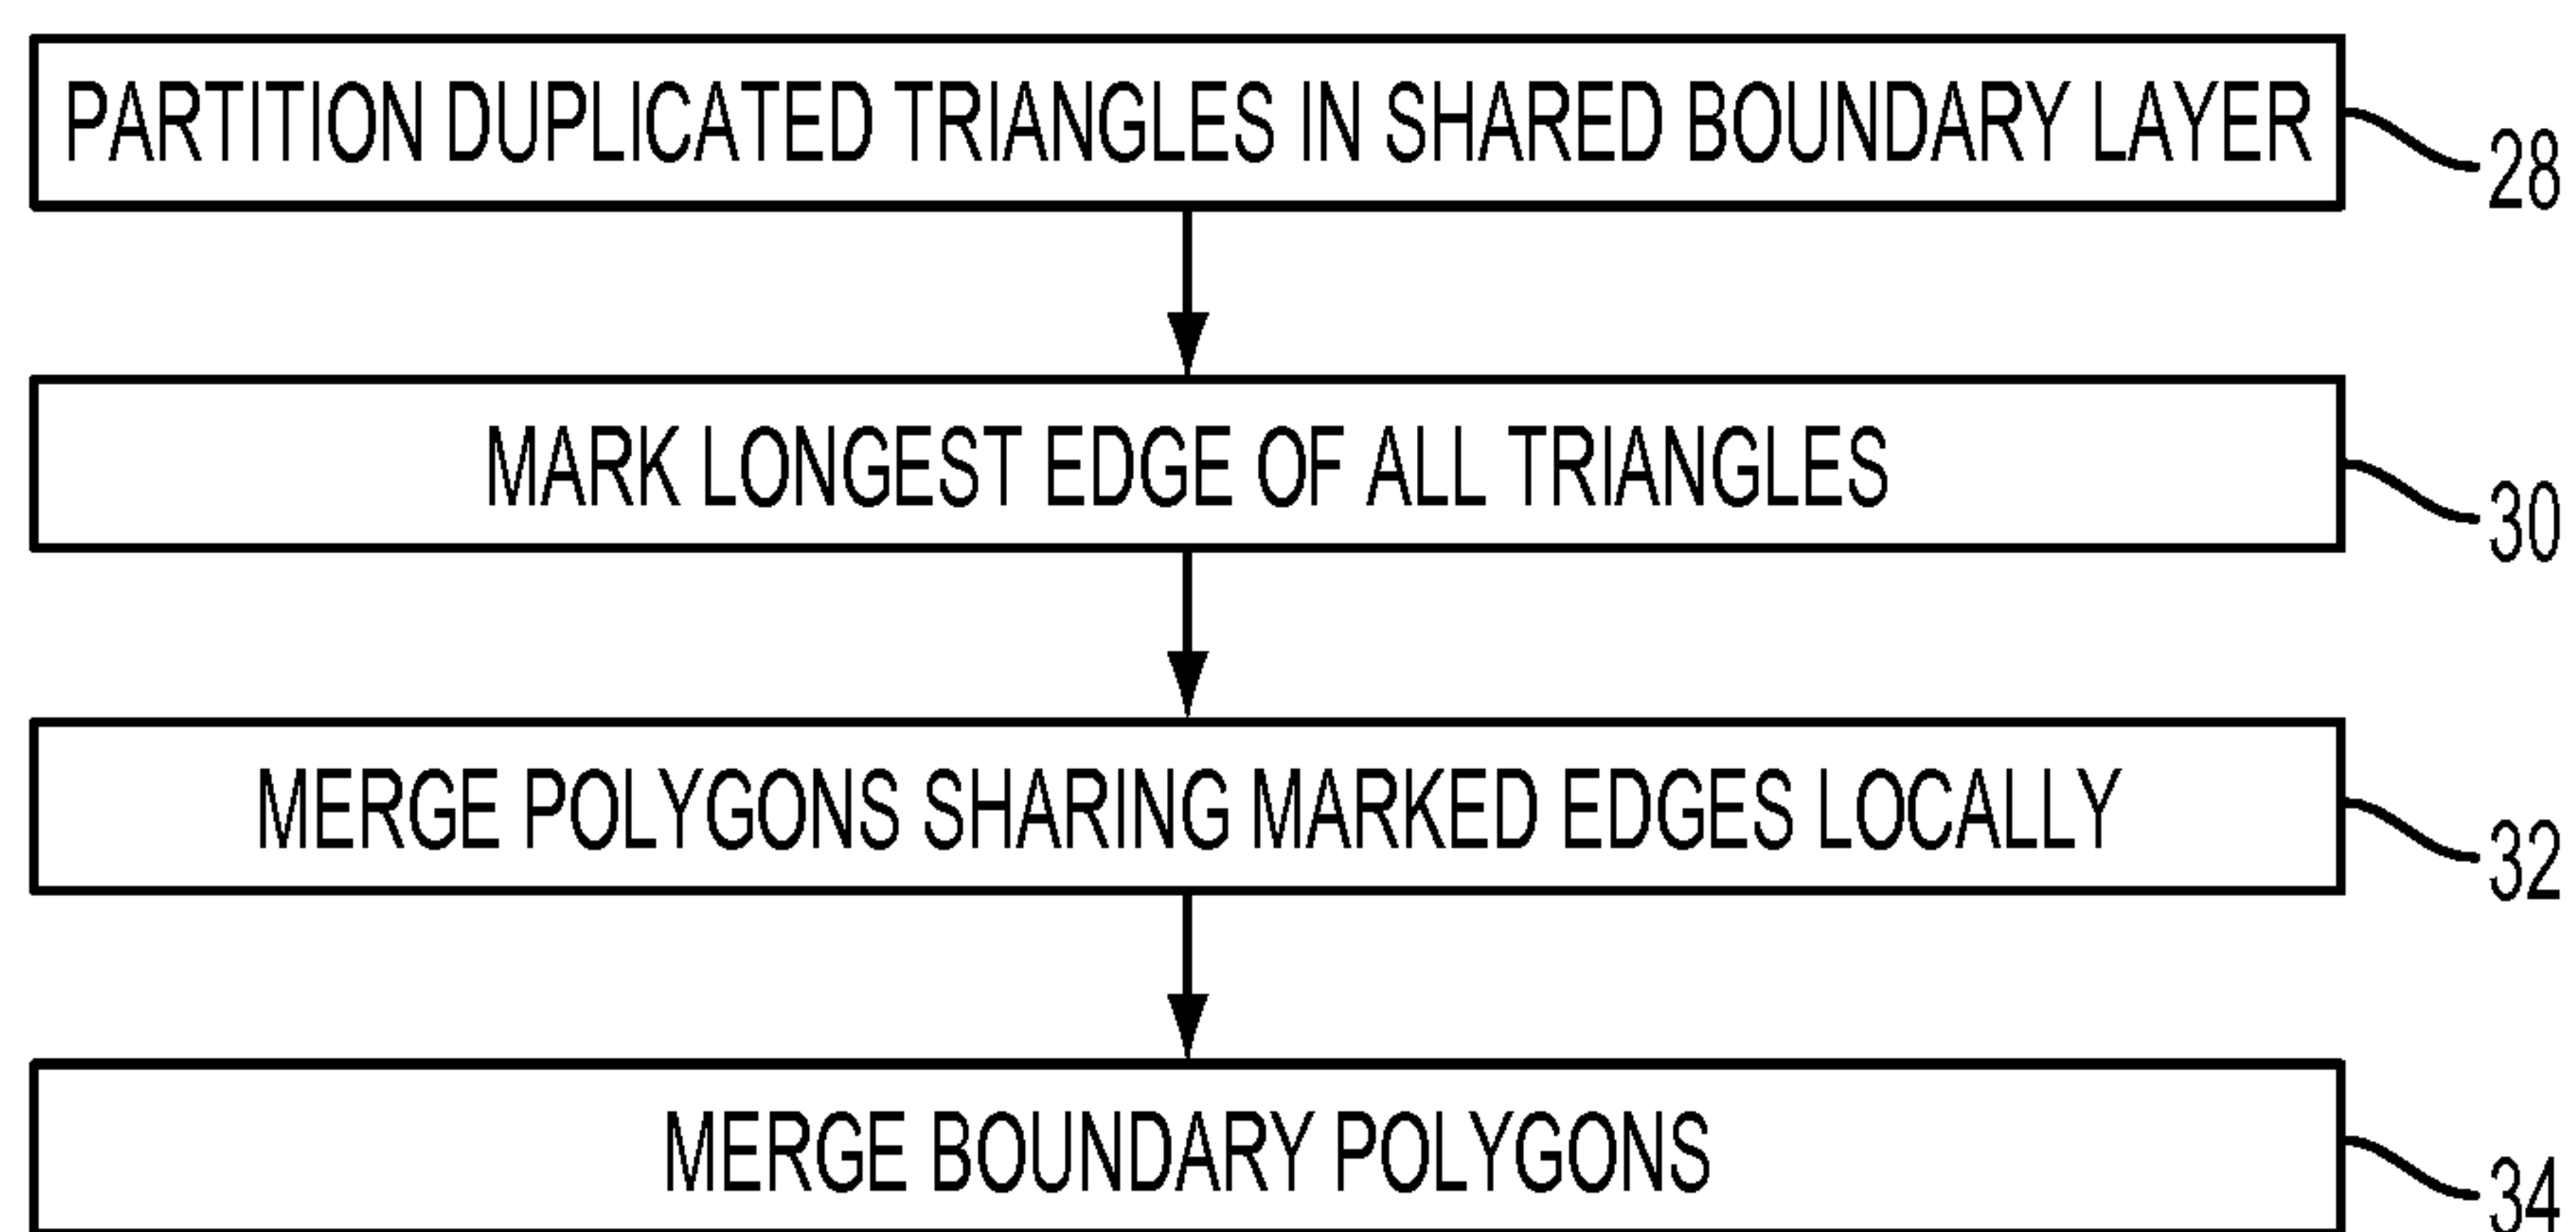 PARTITION DUPLICATED TRIANGLES IN SHARED BOUNDARY LAYER
28
MARK LONGEST EDGE OF ALL TRIANGLES
30
MERGE POLYGONS SHARING MARKED EDGES LOCALLY
32
MERGE BOUNDARY POLYGONS
34